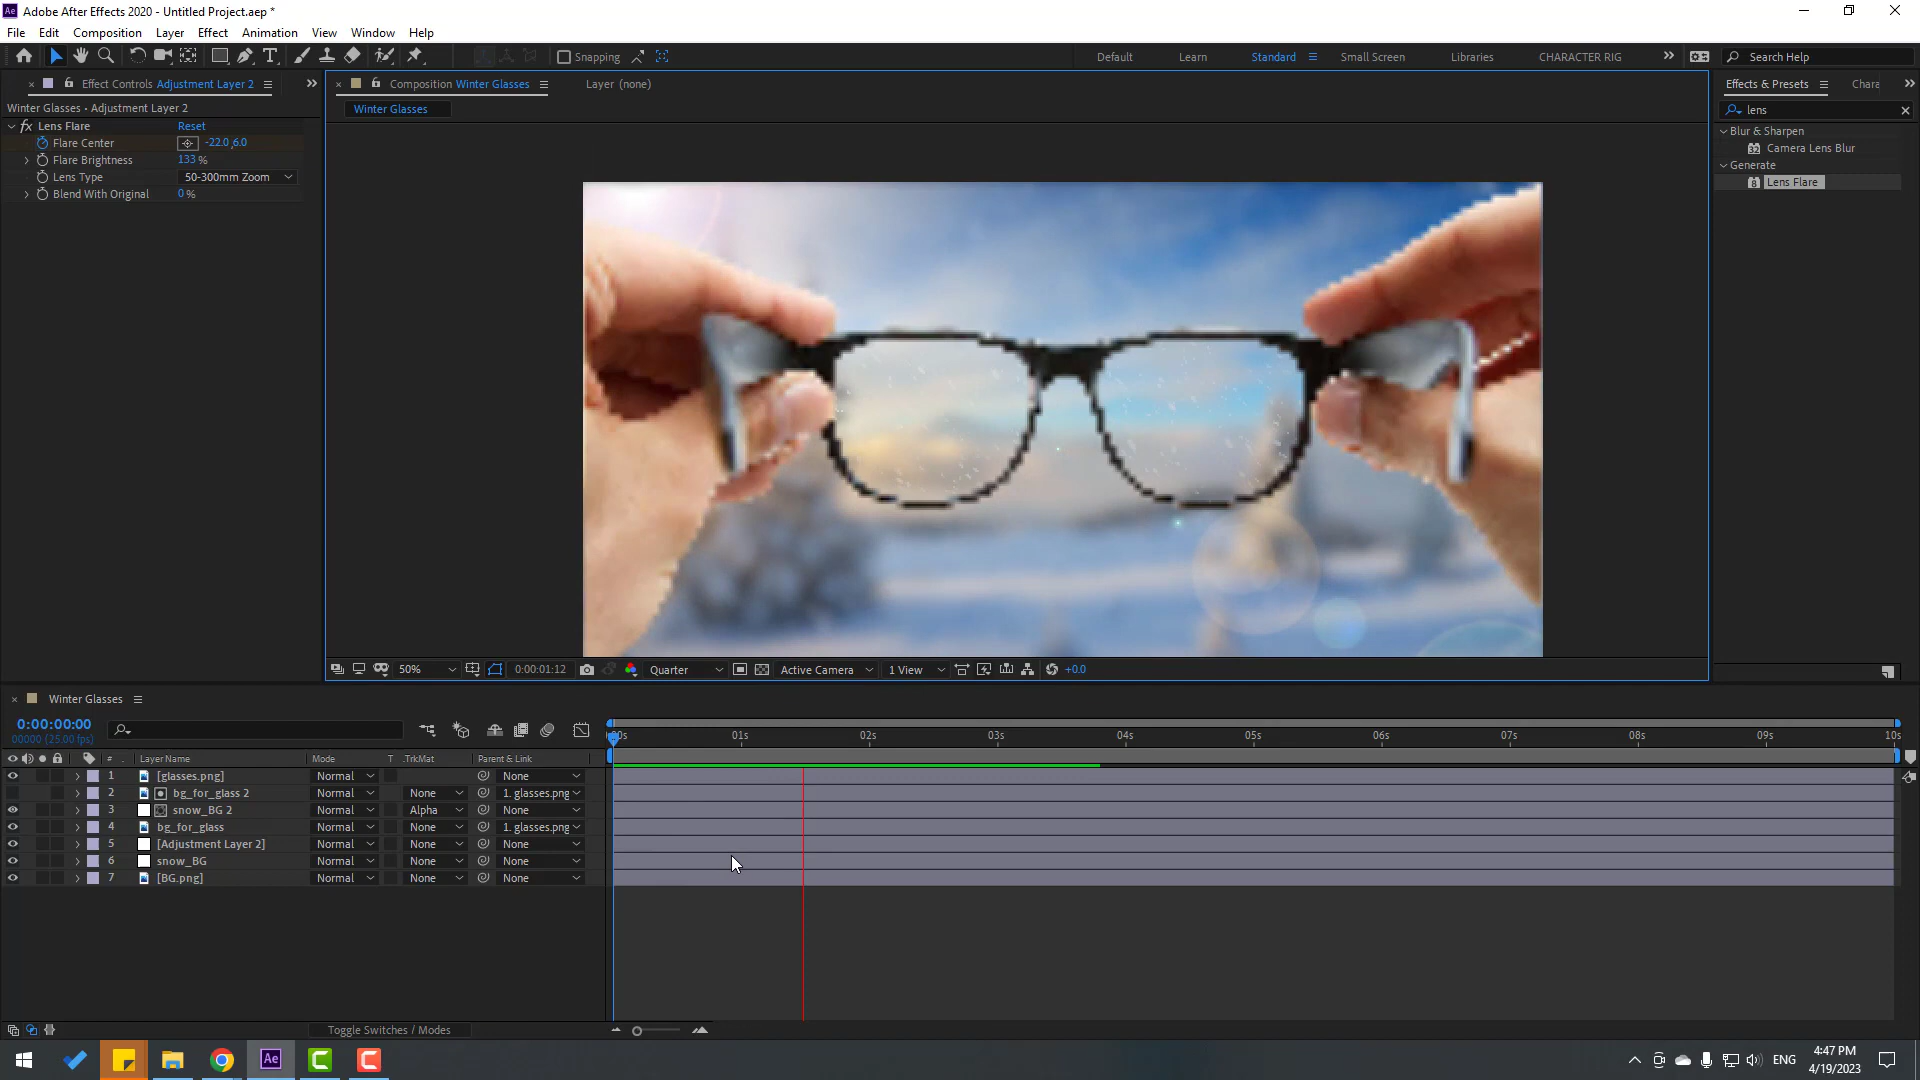 Adobe After Effects 2020 - Untitled Project.aep *
File Edit Composition Layer Effect Animation View Window Help
Snapping Default Learn Standard Small Screen Libraries CHARACTER RIG Search Help
Effect Controls Adjustment Layer 2
Composition Winter Glasses
Layer (none)
Effects & Presets
Chara
Winter Glasses • Adjustment Layer 2
Winter Glasses
lens
fx Lens Flare Reset
Flare Center -22.0,6.0
Flare Brightness 133 %
Lens Type 50-300mm Zoom
Blend With Original 0 %
Blur & Sharpen
Camera Lens Blur
Generate
Lens Flare
50% 0:00:01:12 Quarter Active Camera 1 View +0.0
Winter Glasses
0:00:00:00
00000 (25.00 fps)
00s 01s 02s 03s 04s 05s 06s 07s 08s 09s 10s
# Layer Name Mode T .TrkMat Parent & Link
1 [glasses.png] Normal None
2 bg_for_glass 2 Normal None 1. glasses.png
3 snow_BG 2 Normal Alpha None
4 bg_for_glass Normal None 1. glasses.png
5 [Adjustment Layer 2] Normal None None
6 snow_BG Normal None None
7 [BG.png] Normal None None
Toggle Switches / Modes
Ae
ENG
4:47 PM
4/19/2023